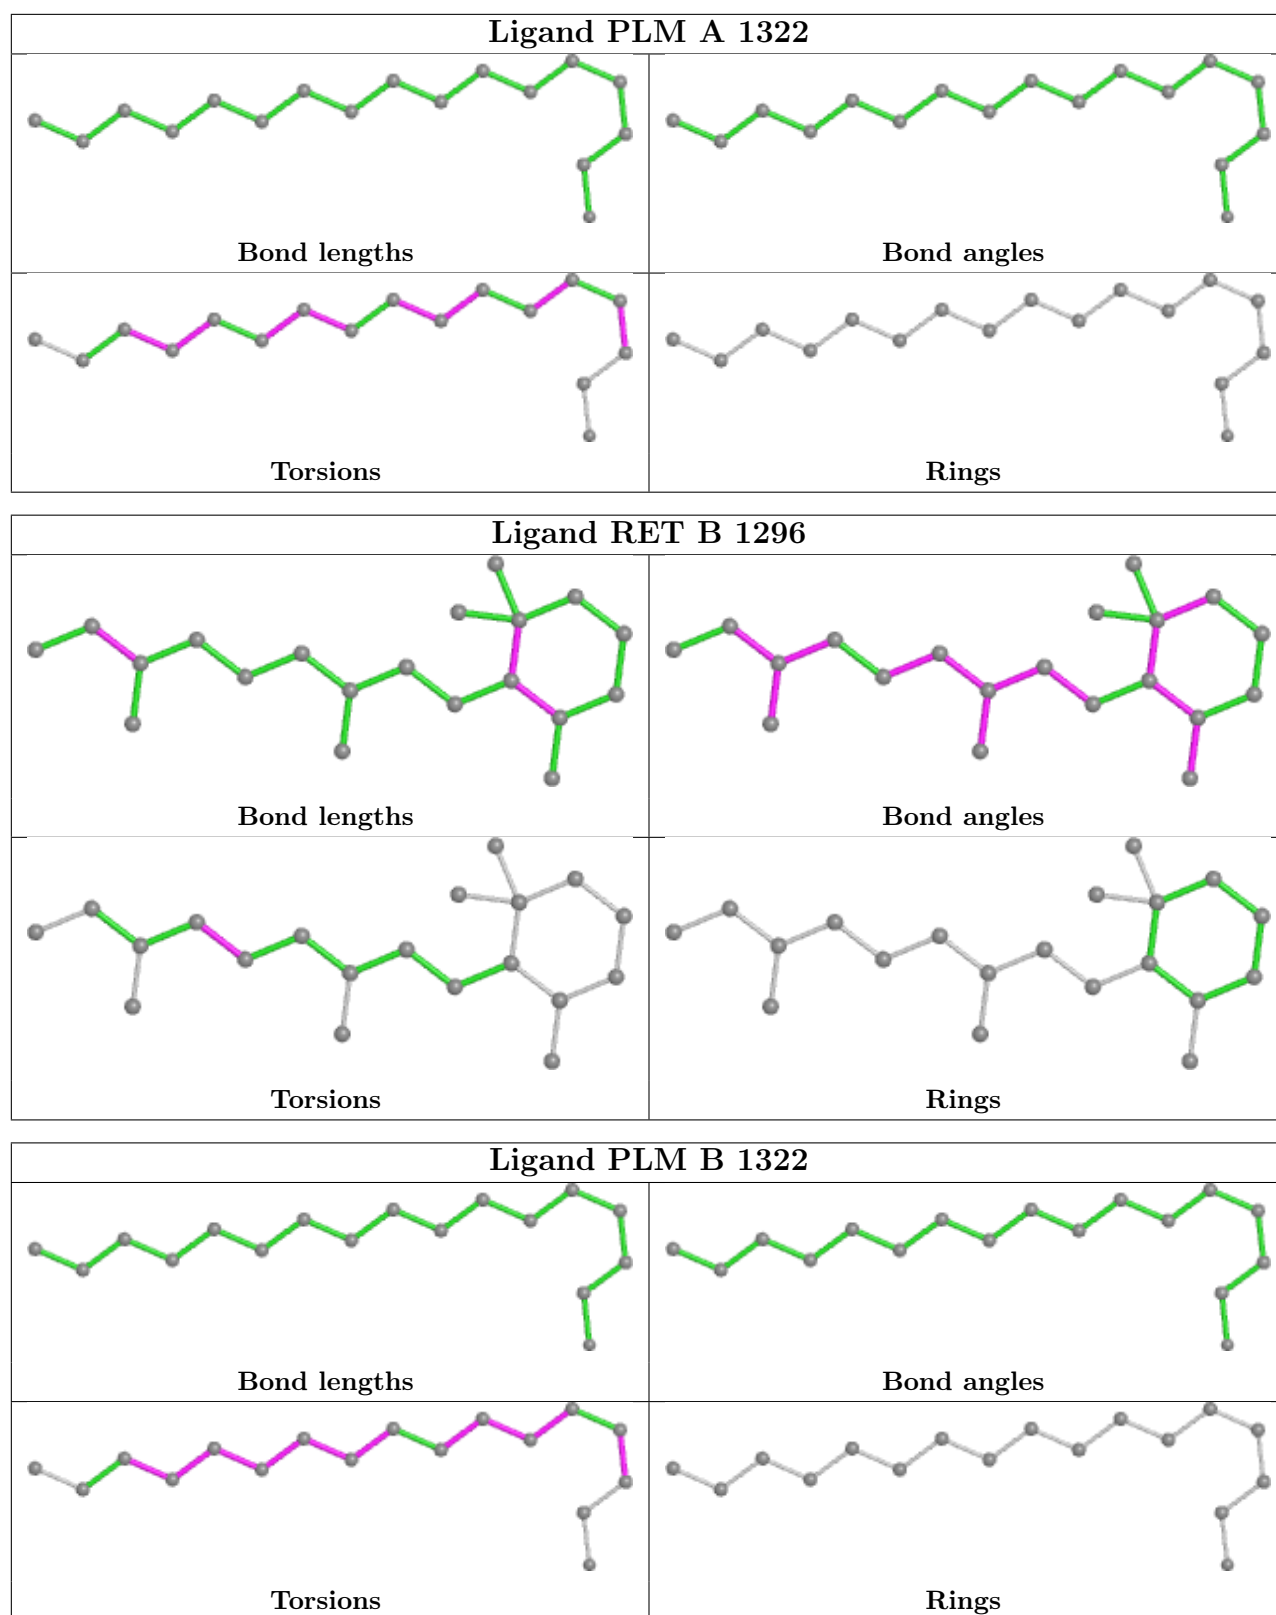 Ligand PLM A 1322
Bond lengths
Bond angles
Torsions
Rings
Ligand RET B 1296
Bond lengths
Bond angles
Torsions
Rings
Ligand PLM B 1322
Bond lengths
Bond angles
Torsions
Rings